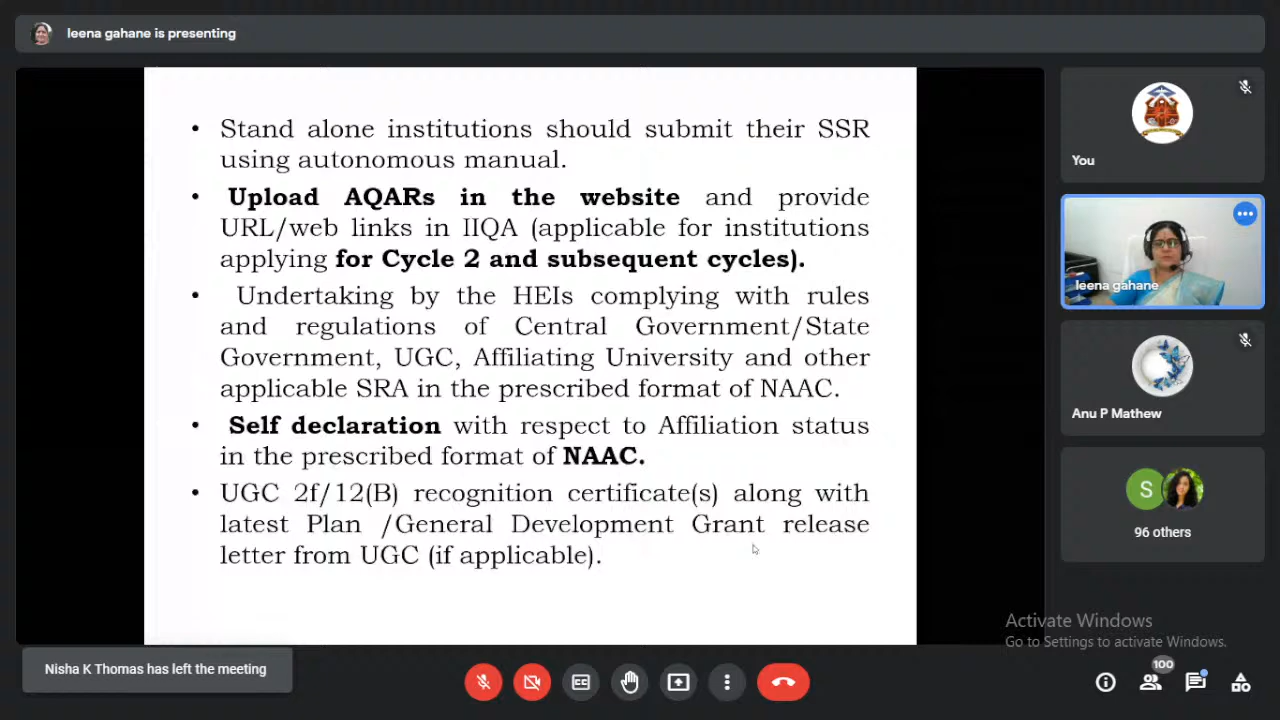 leena gahane is presenting
• Stand alone institutions should submit their SSR
using autonomous manual.
• Upload AQARs in the website and provide
URL/web links in IIQA (applicable for institutions
applying for Cycle 2 and subsequent cycles).
• Undertaking by the HEIs complying with rules
and regulations of Central Government/State
Government, UGC, Affiliating University and other
applicable SRA in the prescribed format of NAAC.
• Self declaration with respect to Affiliation status
in the prescribed format of NAAC.
• UGC 2f/12(B) recognition certificate(s) along with
latest Plan /General Development Grant release
letter from UGC (if applicable).
You
leena gahane
Anu P Mathew
S
96 others
Activate Windows
Go to Settings to activate Windows.
Nisha K Thomas has left the meeting
CC
100